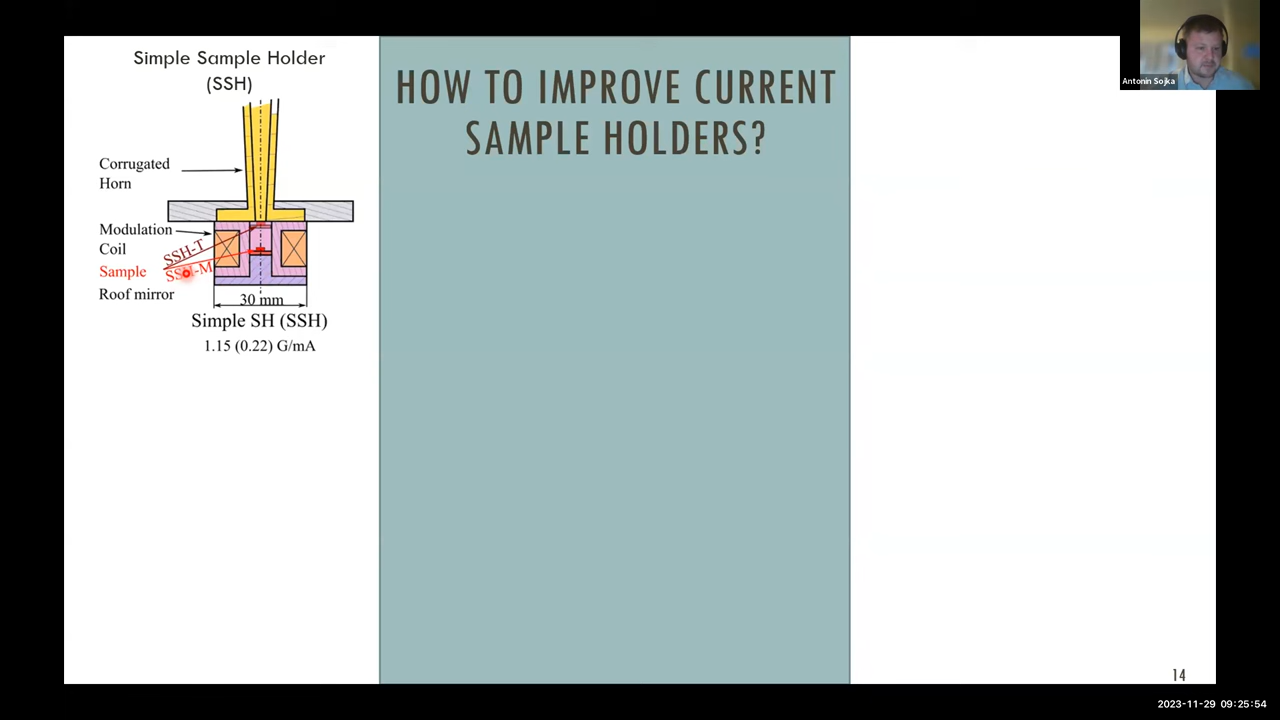 Simple Sample Holder
(SSH)
HOW TO IMPROVE CURRENT
SAMPLE HOLDERS?
Antonin Sojka
Corrugated
Horn
Modulation
Coil
SSH-T
Sample
SSH-M
Roof mirror
30 mm
Simple SH (SSH)
1.15 (0.22) G/mA
14
2023-11-29 09:25:54